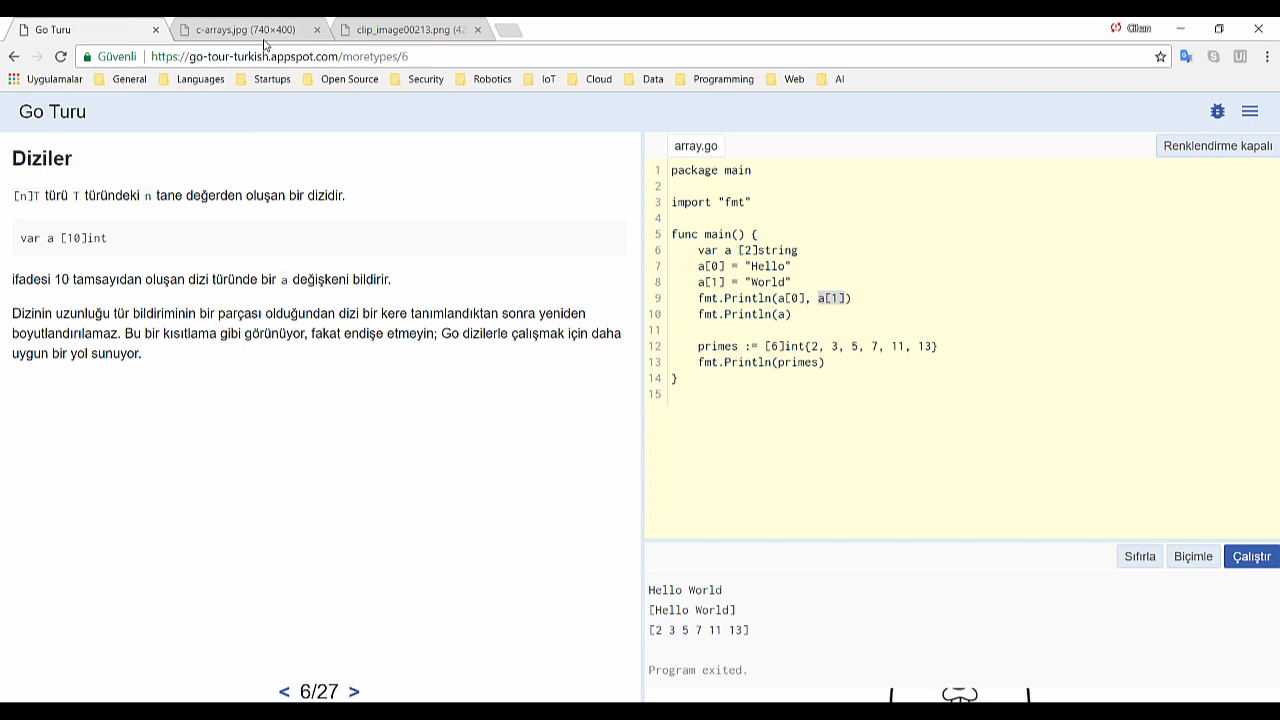 Go Turu
c-arrays.jpg (740×400)
clip_image00213.png (42
Cihan
Güvenli
https://go-tour-turkish.appspot.com/moretypes/6
Uygulamalar General Languages Startups Open Source Security Robotics IoT Cloud Data Programming Web AI
Go Turu
Diziler
[n]T türü T türündeki n tane değerden oluşan bir dizidir.
var a [10]int
ifadesi 10 tamsayıdan oluşan dizi türünde bir a değişkeni bildirir.
Dizinin uzunluğu tür bildiriminin bir parçası olduğundan dizi bir kere tanımlandıktan sonra yeniden
boyutlandırılamaz. Bu bir kısıtlama gibi görünüyor, fakat endişe etmeyin; Go dizilerle çalışmak için daha
uygun bir yol sunuyor.
< 6/27 >
array.go
Renklendirme kapalı
1 package main
2
3 import "fmt"
4
5 func main() {
6 var a [2]string
7 a[0] = "Hello"
8 a[1] = "World"
9 fmt.Println(a[0], a[1])
10 fmt.Println(a)
11
12 primes := [6]int{2, 3, 5, 7, 11, 13}
13 fmt.Println(primes)
14 }
15
Sıfırla Biçimle Çalıştır
Hello World
[Hello World]
[2 3 5 7 11 13]
Program exited.